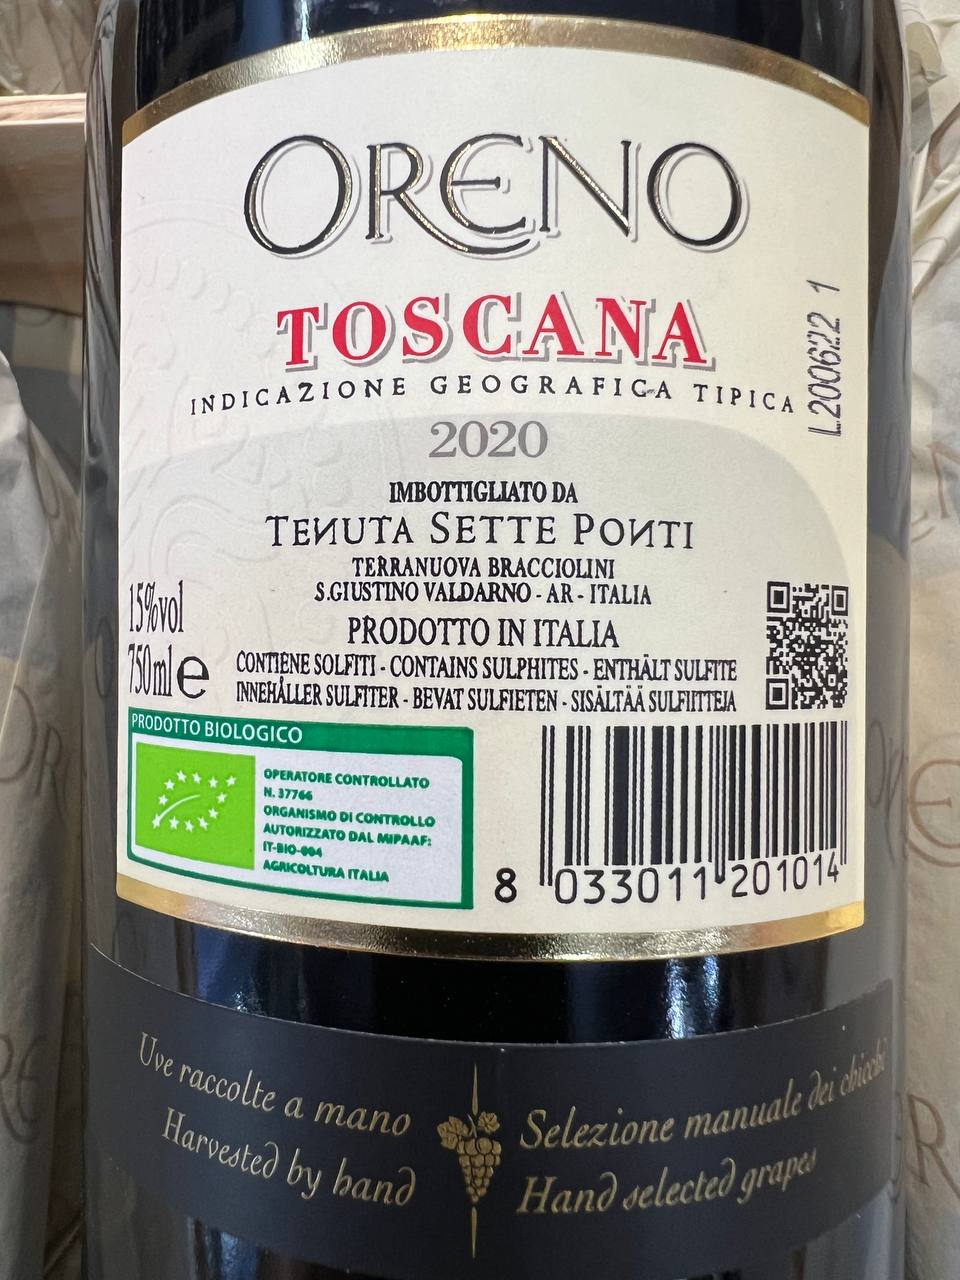 ORENO
TOSCANA
INDICAZIONE GEOGRAFICA TIPICA
2020
L200622 1
IMBOTTIGLIATO DA
TENUTA SETTE PONTI
TERRANUOVA BRACCIOLINI
S.GIUSTINO VALDARNO - AR - ITALIA
PRODOTTO IN ITALIA
15%vol
750ml e
CONTIENE SOLFITI - CONTAINS SULPHITES - ENTHÄLT SULFITE
INNEHÅLLER SULFITER - BEVAT SULFIETEN - SISÄLTÄÄ SULFIITTEJA
PRODOTTO BIOLOGICO
OPERATORE CONTROLLATO
N. 37766
ORGANISMO DI CONTROLLO
AUTORIZZATO DAL MIPAAF:
IT-BIO-004
AGRICOLTURA ITALIA
8 033011 201014
Uve raccolte a mano
Harvested by hand
Selezione manuale dei chicchi
Hand selected grapes